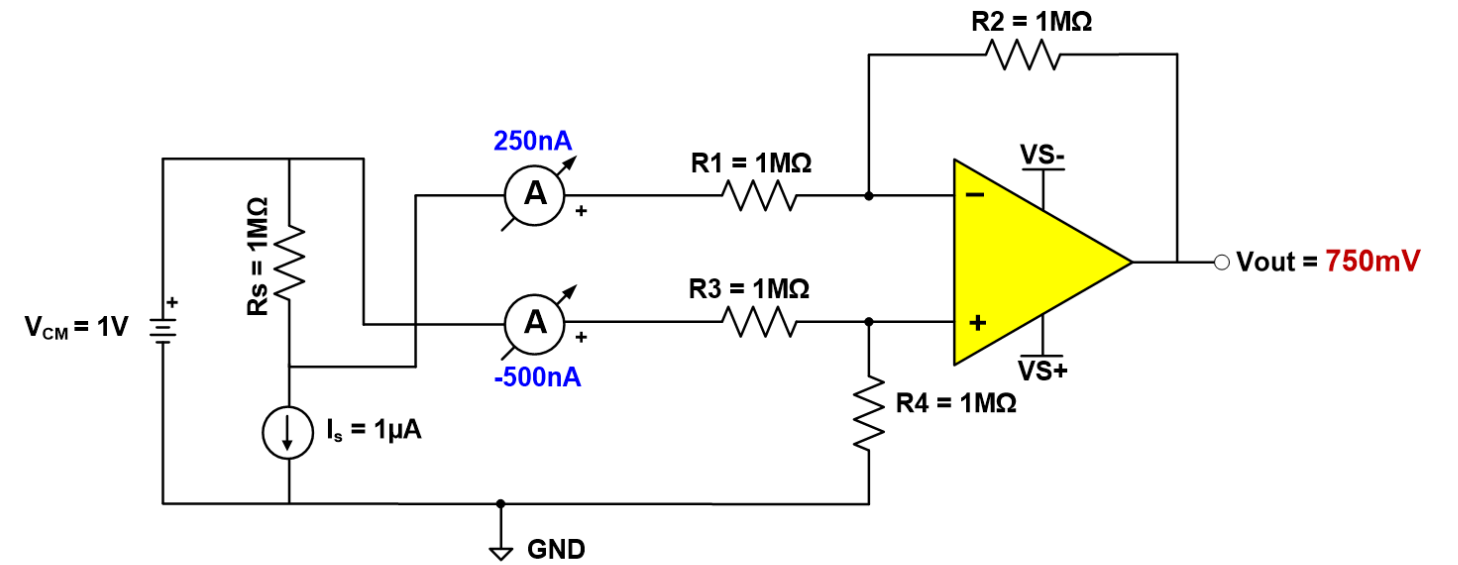 R2 = 1MΩ
250nA
A
+
R1 = 1MΩ
VS-
−
Rs = 1MΩ
+
VCM = 1V
A
+
-500nA
R3 = 1MΩ
+
VS+
Vout = 750mV
R4 = 1MΩ
Is = 1µA
GND